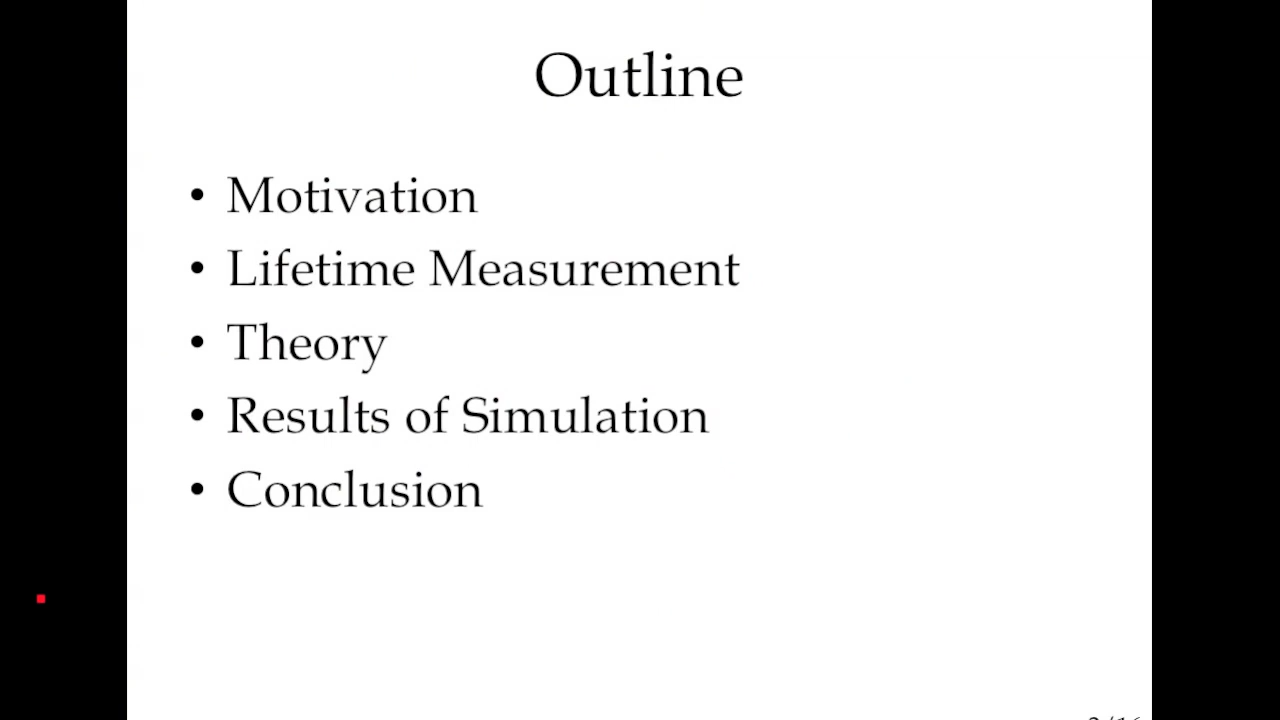 Outline
• Motivation
• Lifetime Measurement
• Theory
• Results of Simulation
• Conclusion